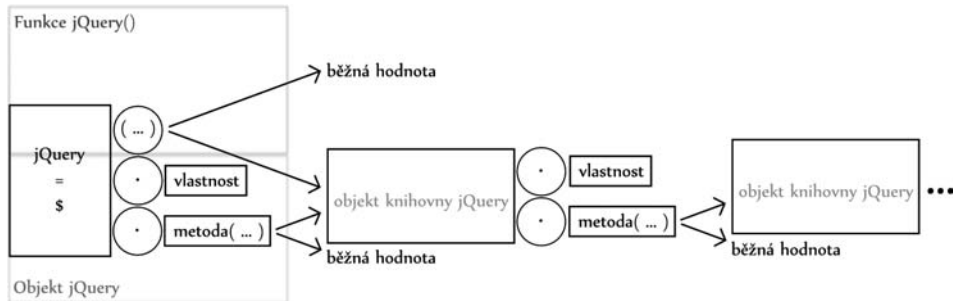 Funkce jQuery()
běžná hodnota
( ... )
jQuery
=
$
. vlastnost
. metoda( ... )
běžná hodnota
Objekt jQuery
objekt knihovny jQuery
. vlastnost
. metoda( ... )
objekt knihovny jQuery
běžná hodnota
...